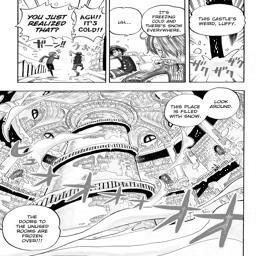 THIS CASTLE'S
WEIRD, LUFFY.
IT'S
FREEZING
COLD
AND
THERE'S SNOW
EVERYWHERE.
UH...
AGH!!
IT'S
COLD!!
YOU JUST
REALIZED
THAT?!
LOOK
AROUND.
THIS PLACE
IS FILLED
WITH SNOW.
THE
DOORS TO
THE UNUSED
ROOMS ARE
FROZEN
OVER!!!